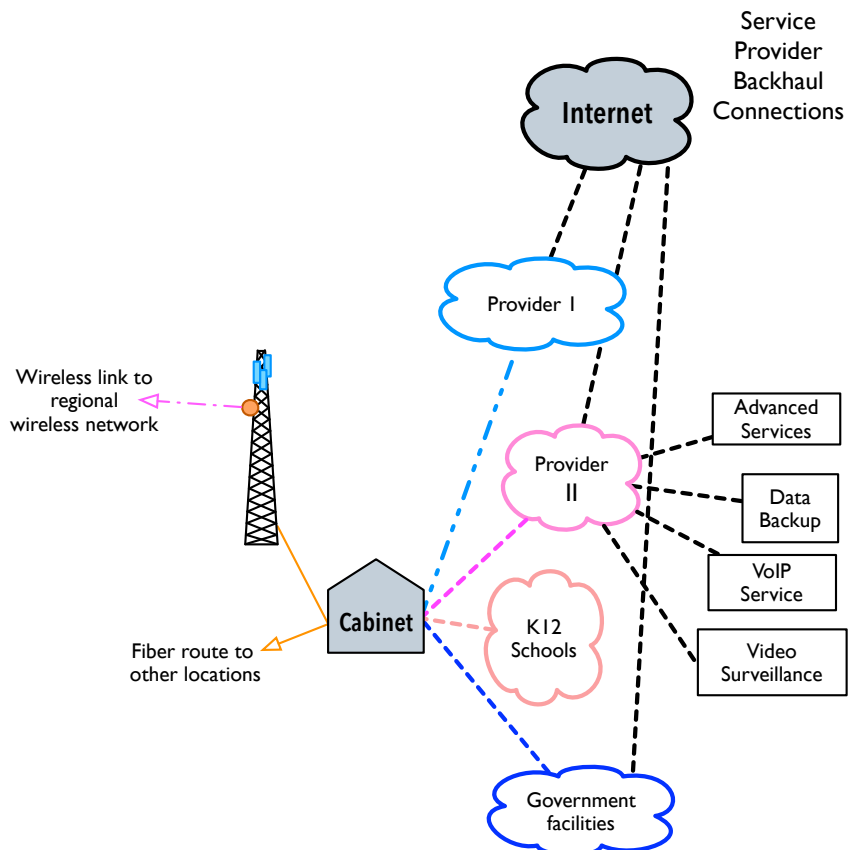 Service
Provider
Backhaul
Connections
Internet
Provider I
Wireless link to
regional
wireless network
Advanced
Services
Provider
II
Data
Backup
VoIP
Service
Cabinet
K12
Schools
Fiber route to
other locations
Video
Surveillance
Government
facilities